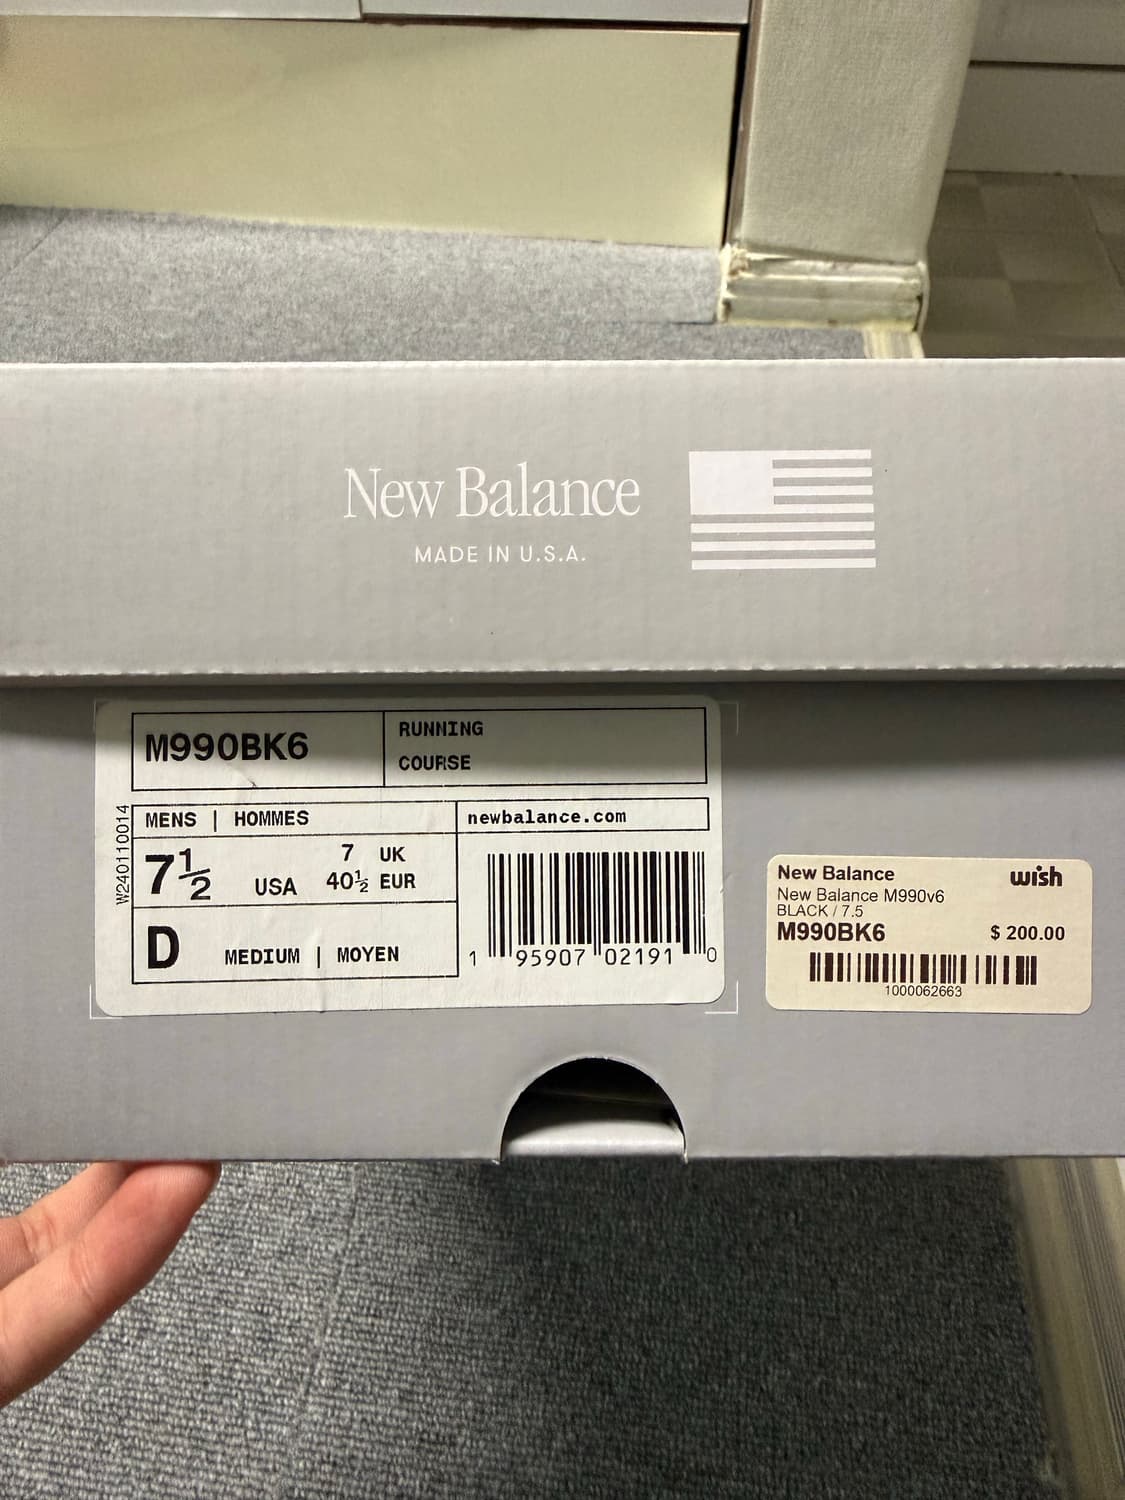 New Balance
MADE IN U.S.A.
M990BK6
RUNNING
COURSE
W240110014
MENS | HOMMES
newbalance.com
7½ USA
7 UK
40½ EUR
D MEDIUM | MOYEN
1 95907 02191 0
New Balance wish
New Balance M990v6
BLACK / 7.5
M990BK6 $ 200.00
1000062663